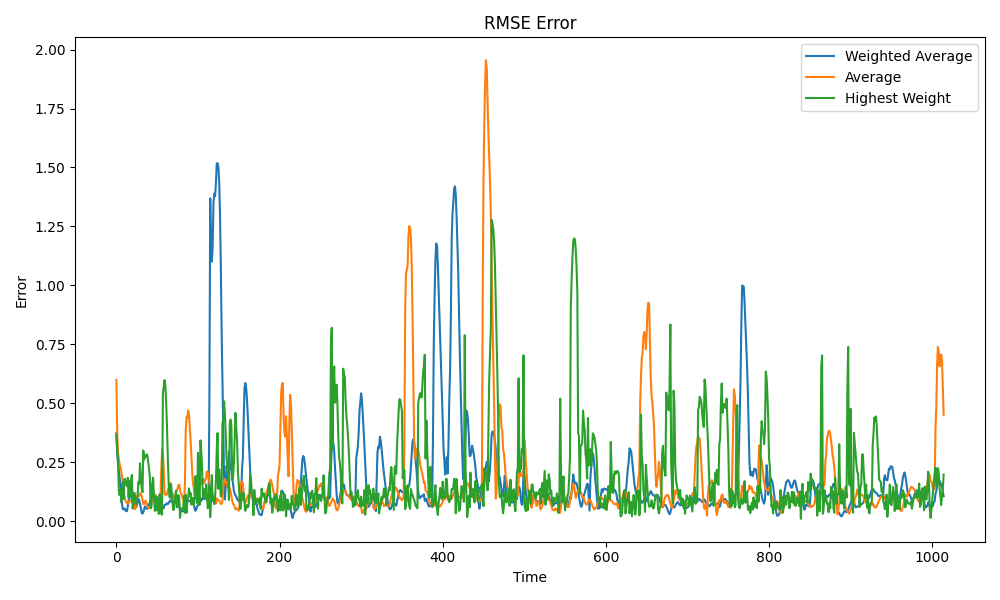 RMSE Error
2.00
1.75
1.50
1.25
1.00
0.75
0.50
0.25
0.00
Error
Weighted Average
Average
Highest Weight
0 200 400 600 800 1000
Time